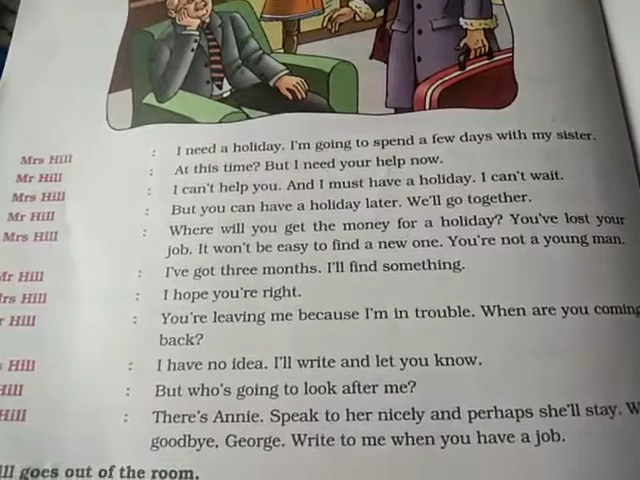 Mrs Hill : I need a holiday. I'm going to spend a few days with my sister.
Mr Hill : At this time? But I need your help now.
Mrs Hill : I can't help you. And I must have a holiday. I can't wait.
Mr Hill : But you can have a holiday later. We'll go together.
Mrs Hill : Where will you get the money for a holiday? You've lost your
job. It won't be easy to find a new one. You're not a young man.
Mr Hill : I've got three months. I'll find something.
rs Hill : I hope you're right.
r Hill : You're leaving me because I'm in trouble. When are you coming
back?
s Hill : I have no idea. I'll write and let you know.
Hill : But who's going to look after me?
Hill : There's Annie. Speak to her nicely and perhaps she'll stay. W
goodbye, George. Write to me when you have a job.
ill goes out of the room.